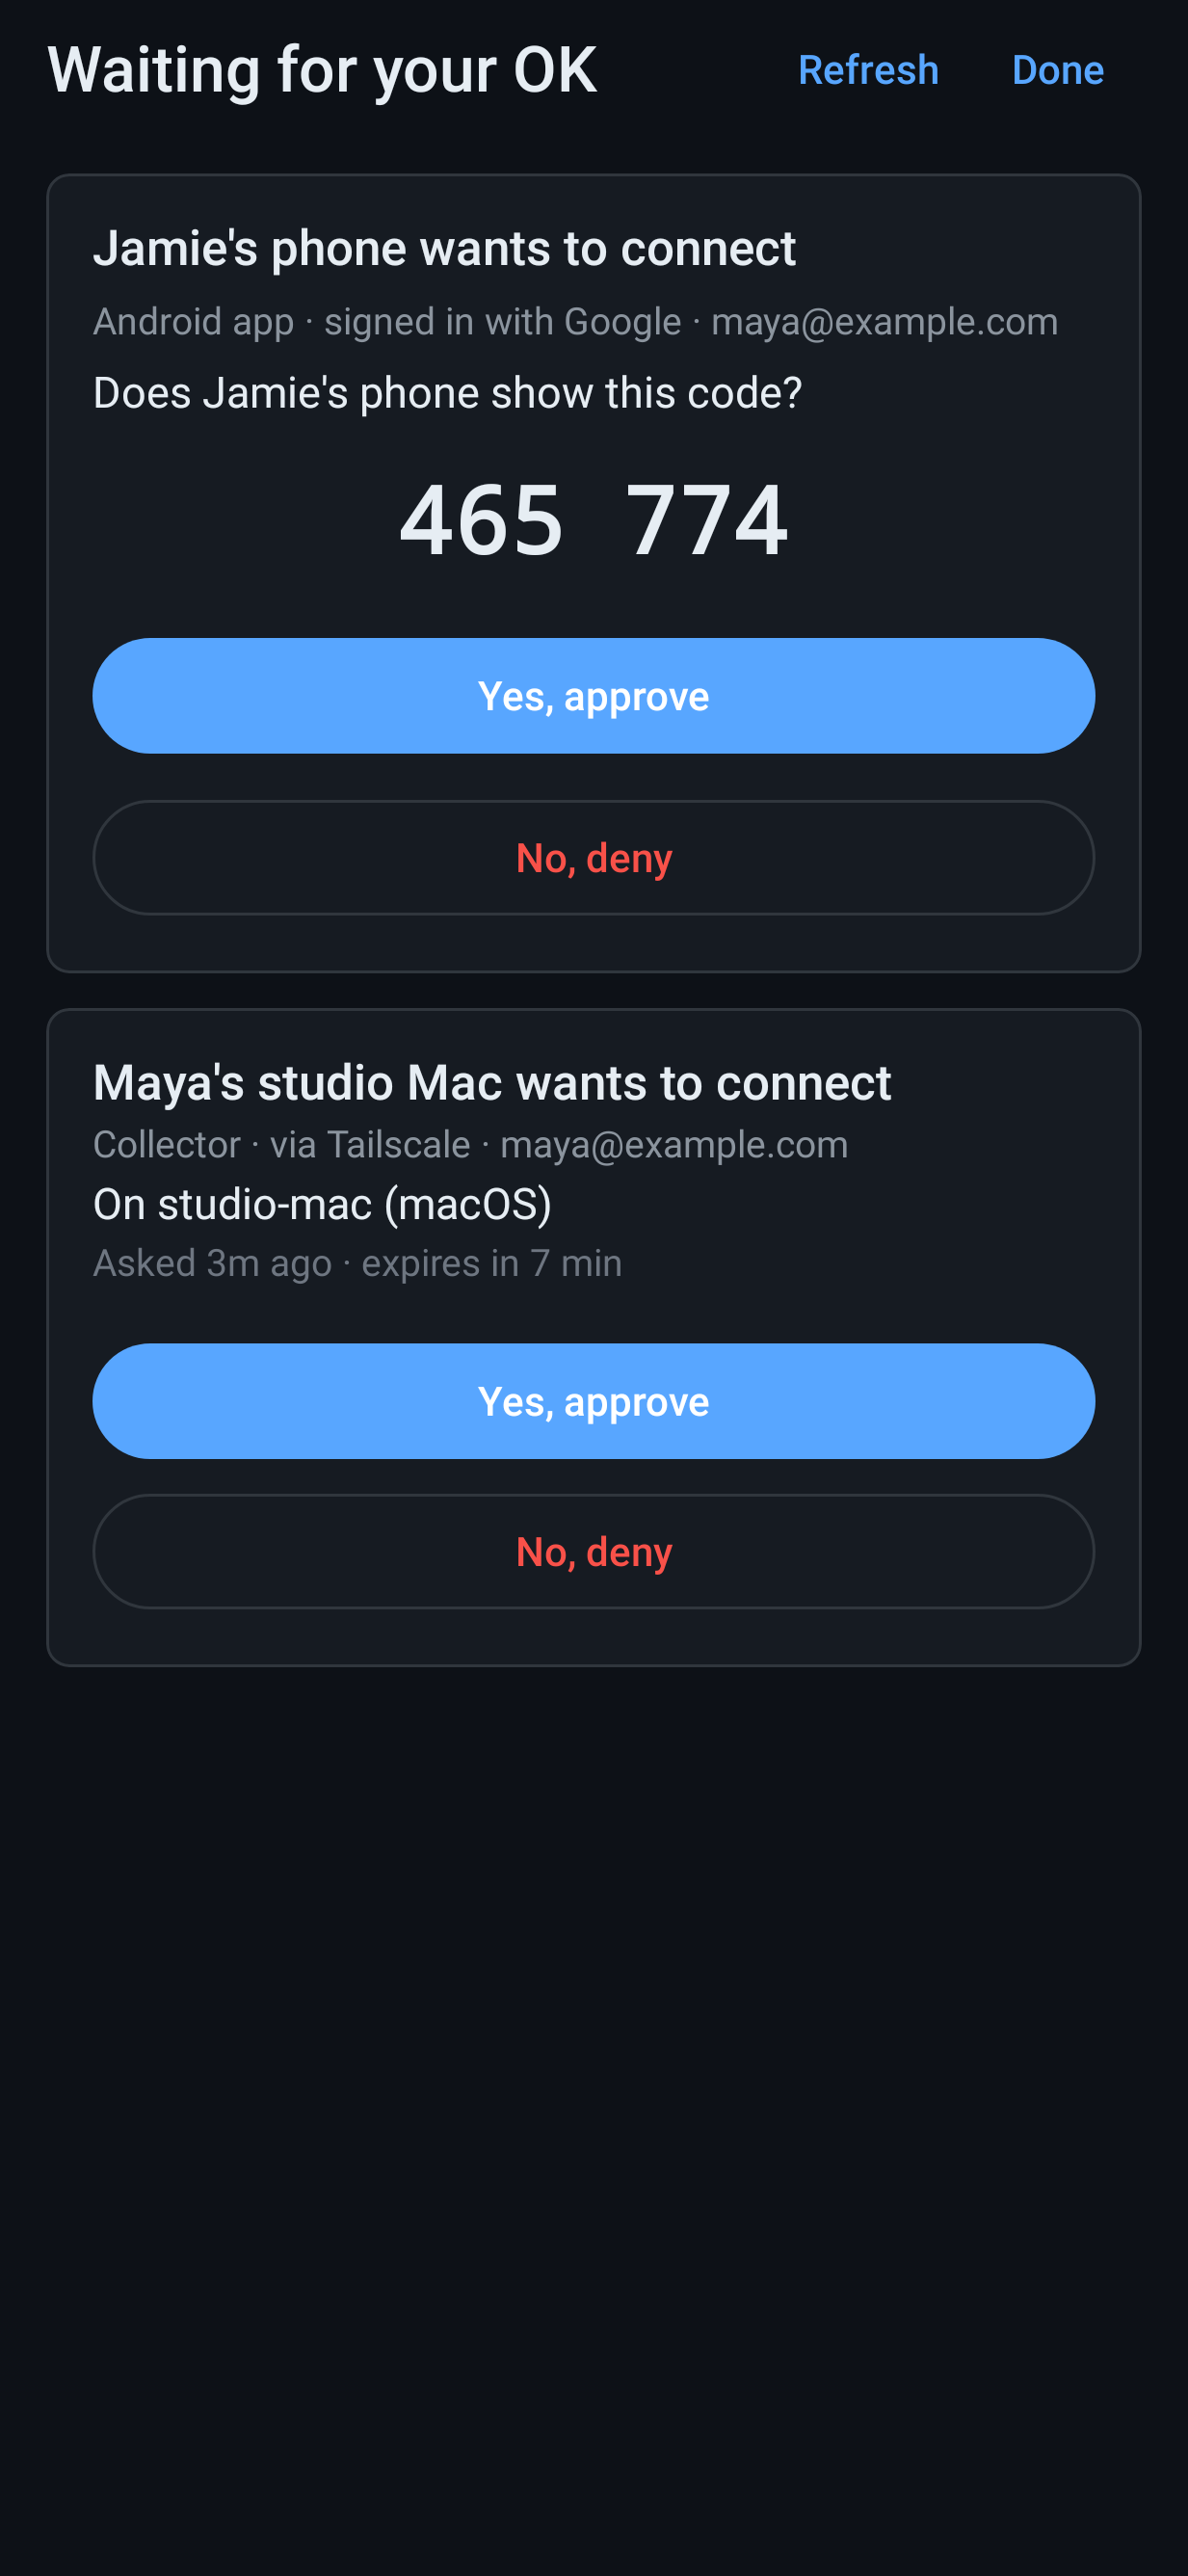 Waiting for your OK
Refresh
Done
Jamie's phone wants to connect
Android app · signed in with Google · maya@example.com
Does Jamie's phone show this code?
465 774
Yes, approve
No, deny
Maya's studio Mac wants to connect
Collector · via Tailscale · maya@example.com
On studio-mac (macOS)
Asked 3m ago · expires in 7 min
Yes, approve
No, deny